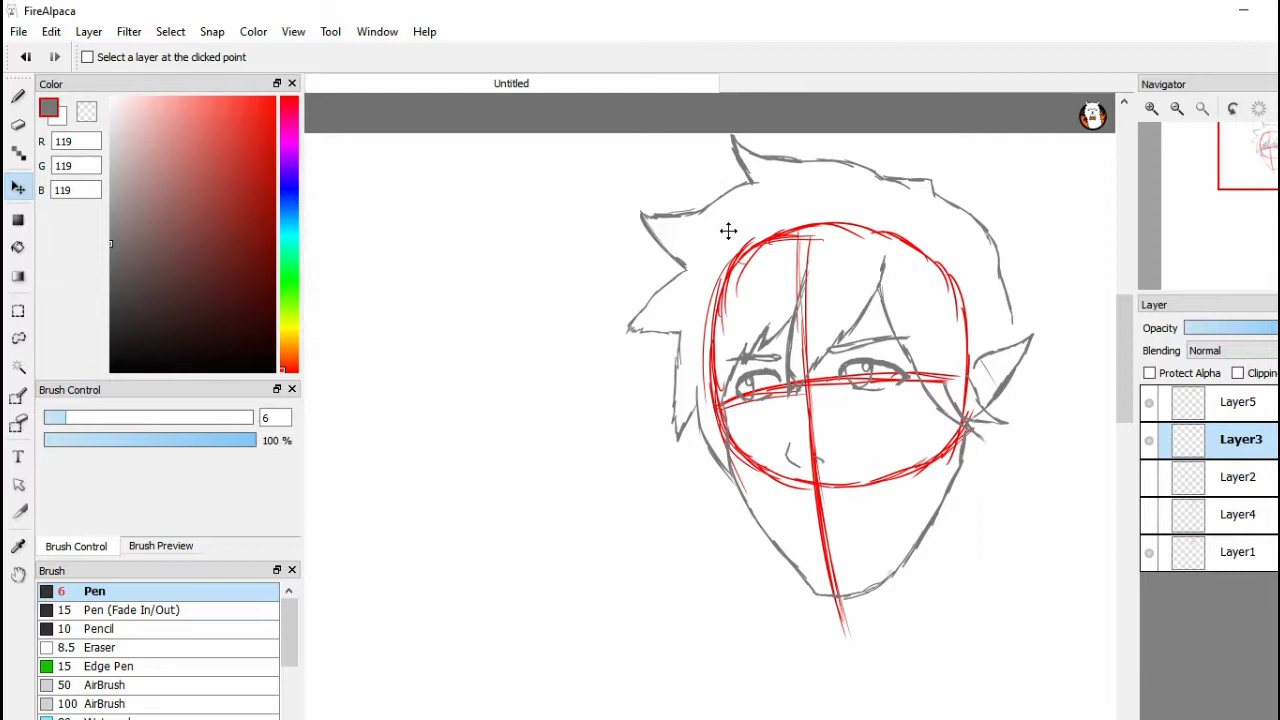 FireAlpaca
File Edit Layer Filter Select Snap Color View Tool Window Help
Select a layer at the clicked point
Color
Untitled
Navigator
R 119
G 119
B 119
Layer
Opacity
Blending Normal
Protect Alpha Clipping
Brush Control
6
100 %
Layer5
Layer3
Layer2
Layer4
Layer1
Brush Control Brush Preview
Brush
6 Pen
15 Pen (Fade In/Out)
10 Pencil
8.5 Eraser
15 Edge Pen
50 AirBrush
100 AirBrush